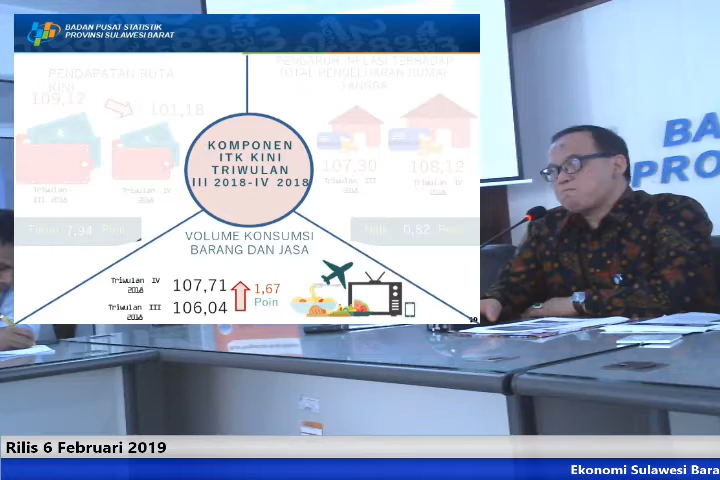 BADAN PUSAT STATISTIK
PROVINSI SULAWESI BARAT
PENDAPATAN RUTA
KINI
109,12
101,18
Triwulan
III 2018
Triwulan IV
2018
Turun 7,94 Poin
PENGARUH INFLASI TERHADAP
TOTAL PENGELUARAN RUMAH
TANGGA
107,30
108,12
Triwulan III
2018
Triwulan IV
2018
Naik 0,82 Poin
KOMPONEN
ITK KINI
TRIWULAN
III 2018-IV 2018
VOLUME KONSUMSI
BARANG DAN JASA
Triwulan IV
2018
107,71
Triwulan III
2018
106,04
1,67
Poin
10
BA
PRO
BA
Rilis 6 Februari 2019
Ekonomi Sulawesi Bara